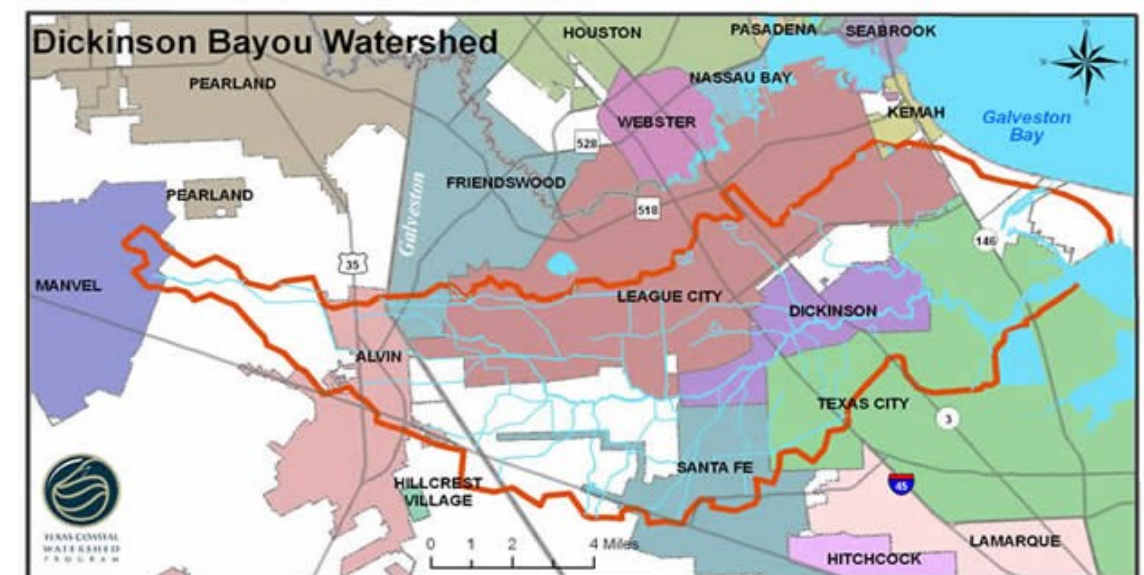 Dickinson Bayou Watershed
HOUSTON
PASADENA
SEABROOK
N
W
E
PEARLAND
NASSAU BAY
KEMAH
Galveston
Bay
WEBSTER
528
FRIENDSWOOD
PEARLAND
518
Galveston
146
35
MANVEL
LEAGUE CITY
DICKINSON
ALVIN
TEXAS CITY
3
SANTA FE
HILLCREST
VILLAGE
45
TEXAS COASTAL
WATERSHED
PROGRAM
0 1 2 4 Miles
LAMARQUE
HITCHCOCK